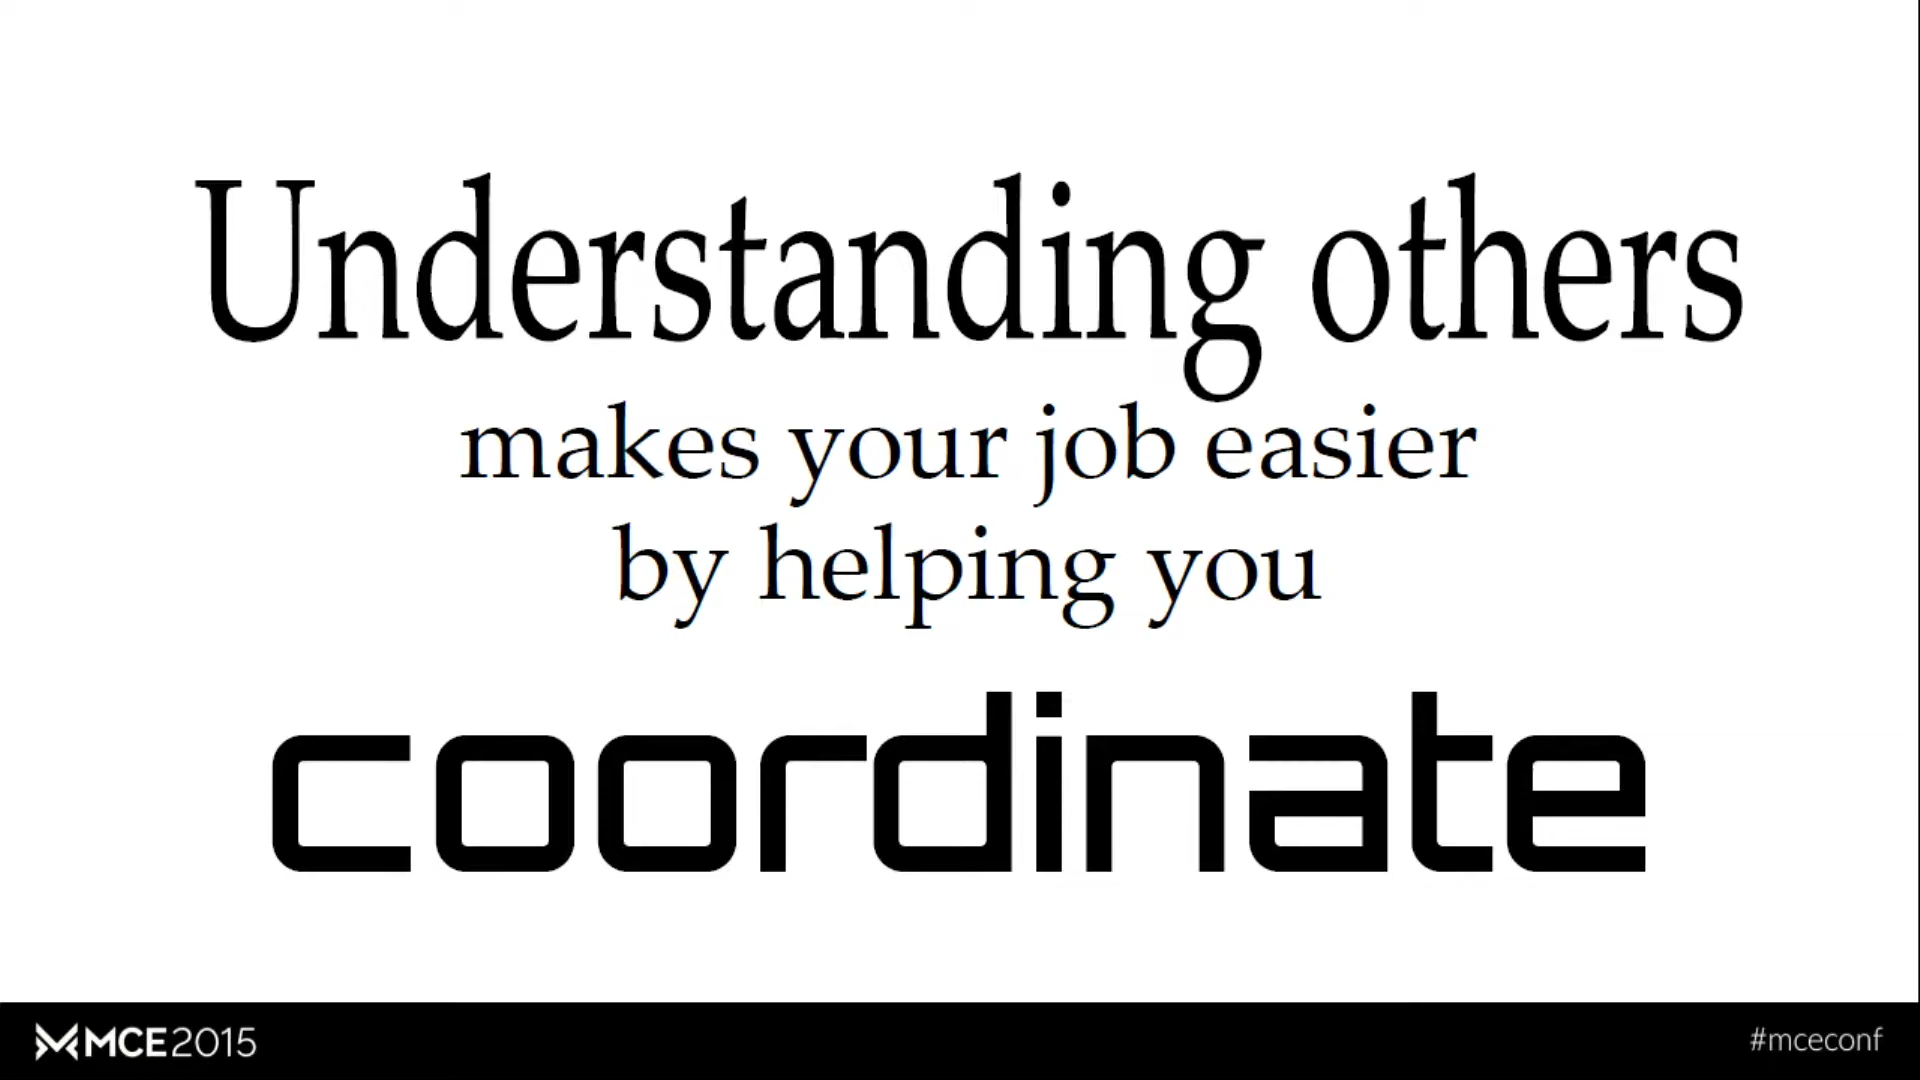 Understanding others
makes your job easier
by helping you
coordinate
MCE2015
#mceconf